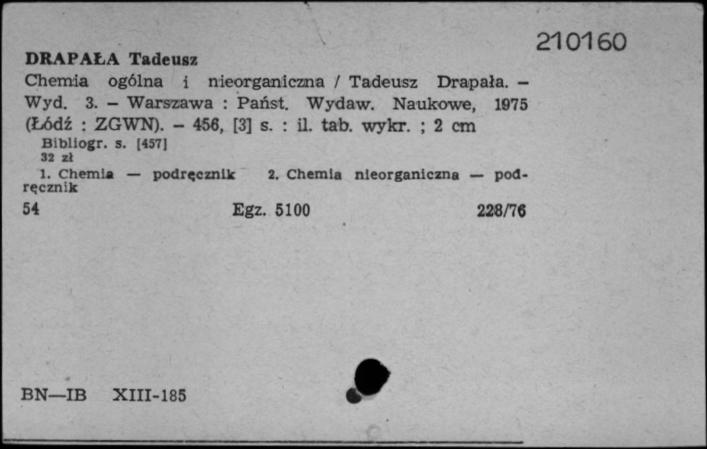 210160
DRAPAŁA Tadeusz
Chemia ogólna i nieorganiczna / Tadeusz Drapała. —
Wyd. 3. — Warszawa : Państ. Wydaw. Naukowe, 1975
(Łódź : ZGWN). — 456, [3] s. : il. tab. wykr. ; 2 cm
Bibliogr. s. [457]
32 zł
1. Chemia — podręcznik 2. Chemia nieorganiczna — pod-
ręcznik
54 Egz. 5100 228/76
BN—IB XIII-185